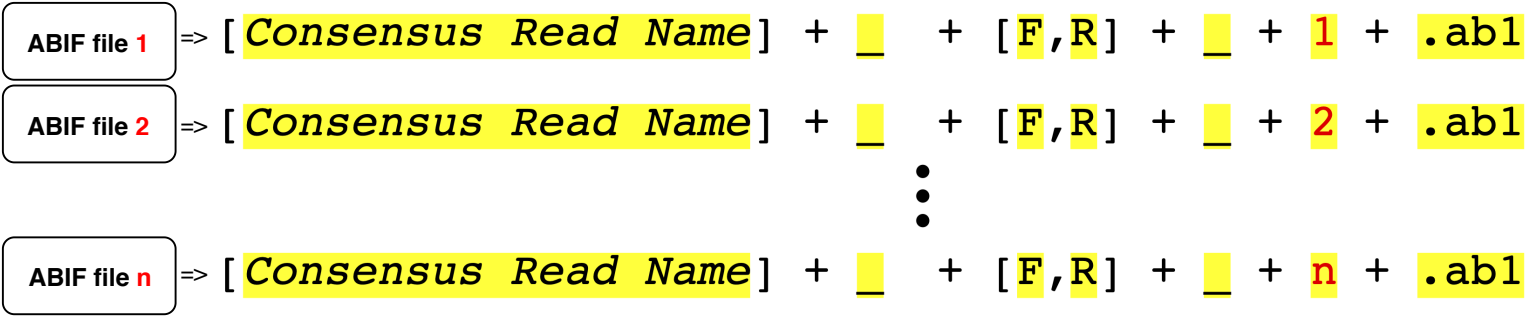 ABIF file 1 => [Consensus Read Name] + _ + [F,R] + _ + 1 + .ab1
ABIF file 2 => [Consensus Read Name] + _ + [F,R] + _ + 2 + .ab1
ABIF file n => [Consensus Read Name] + _ + [F,R] + _ + n + .ab1